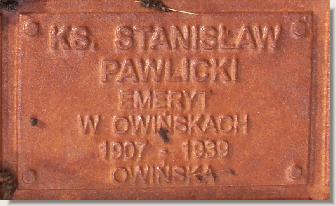 KS. STANISŁAW
PAWLICKI
EMERYT
W OWIŃSKACH
1907 - 1939
OWIŃSKA